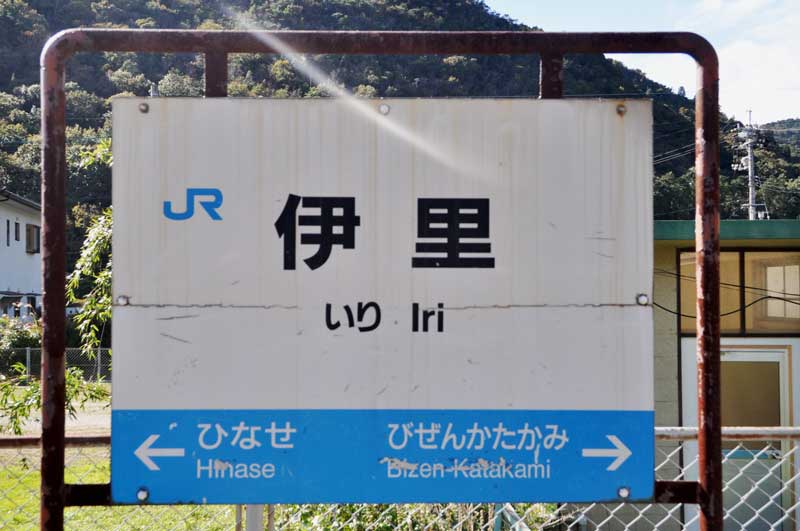 JR
伊里
いり Iri
ひなせ びぜんかたかみ
Hinase Bizen-Katakami